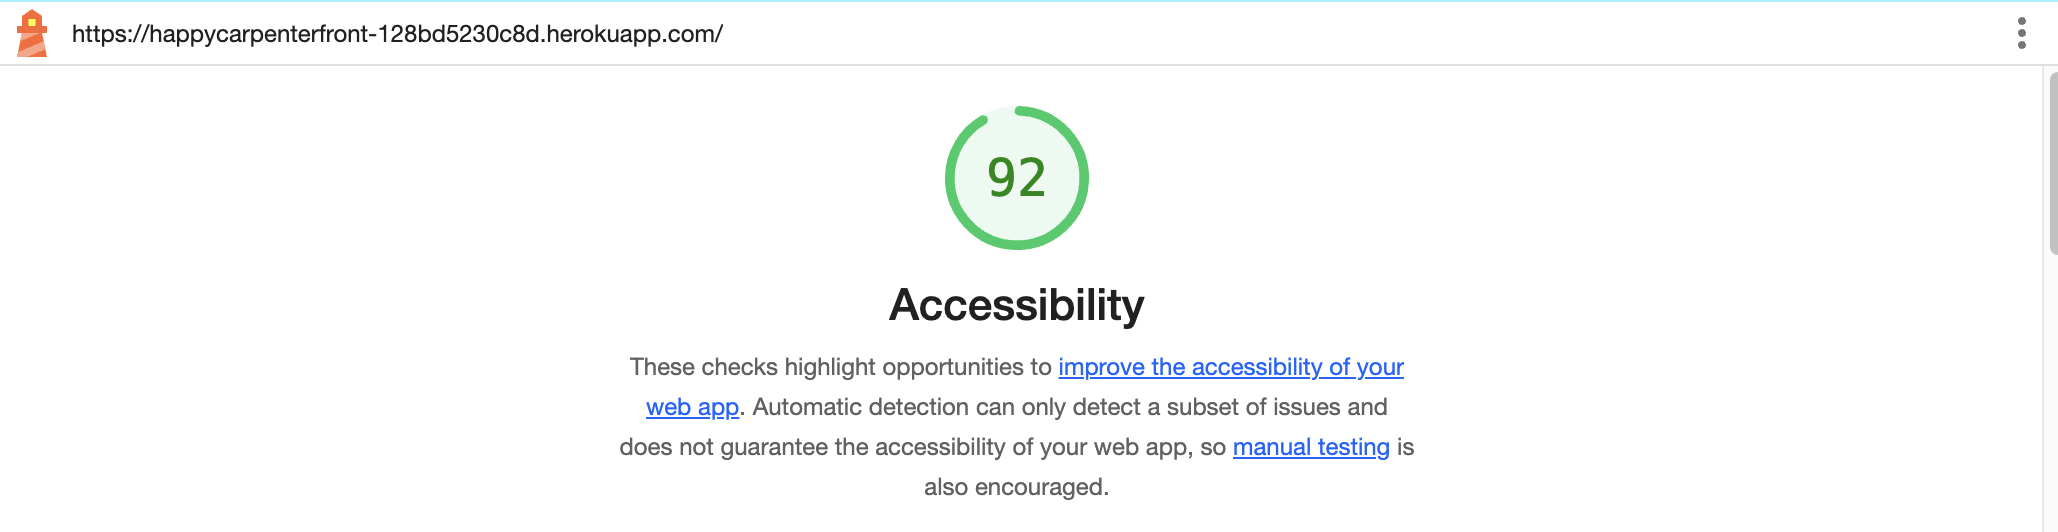 https://happycarpenterfront-128bd5230c8d.herokuapp.com/
92
Accessibility
These checks highlight opportunities to improve the accessibility of your
web app. Automatic detection can only detect a subset of issues and
does not guarantee the accessibility of your web app, so manual testing is
also encouraged.